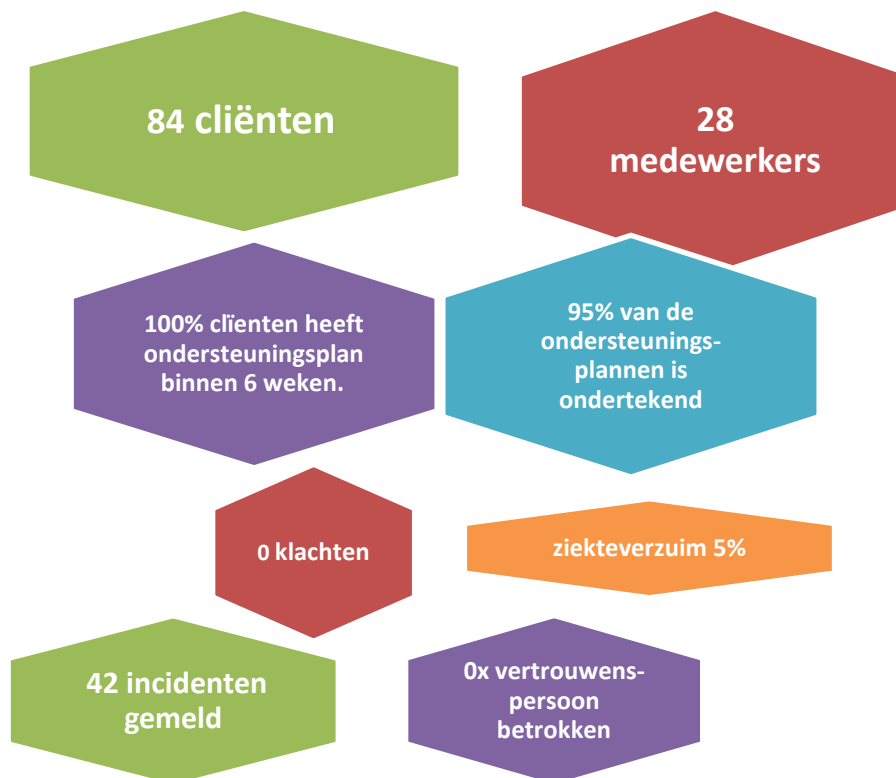 84 cliënten
28
medewerkers
100% clïenten heeft
ondersteuningsplan
binnen 6 weken.
95% van de
ondersteunings-
plannen is
ondertekend
0 klachten
ziekteverzuim 5%
42 incidenten
gemeld
0x vertrouwens-
persoon
betrokken